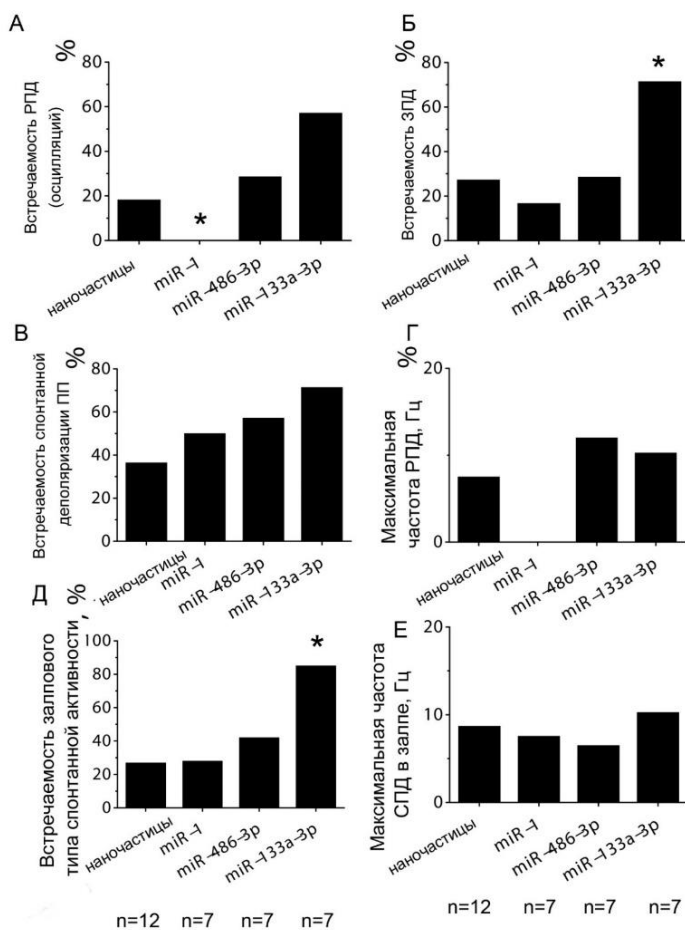 А
%
Встречаемость РПД
(осцилляций)
80
60
40
20
0
*
наночастицы
miR-1
miR-486-3p
miR-133a-3p
Б
%
Встречаемость ЗПД
80
60
40
20
0
*
наночастицы
miR-1
miR-486-3p
miR-133a-3p
В
%
Встречаемость спонтанной
деполяризации ПП
80
60
40
20
0
наночастицы
miR-1
miR-486-3p
miR-133a-3p
Г
%
Максимальная
частота РПД, Гц
20
10
0
наночастицы
miR-1
miR-486-3p
miR-133a-3p
Д
Встречаемость залпового
типа спонтанной активности, %
100
80
60
40
20
0
*
наночастицы
miR-1
miR-486-3p
miR-133a-3p
n=12 n=7 n=7 n=7
Е
Максимальная частота
СПД в залпе, Гц
20
10
0
наночастицы
miR-1
miR-486-3p
miR-133a-3p
n=12 n=7 n=7 n=7